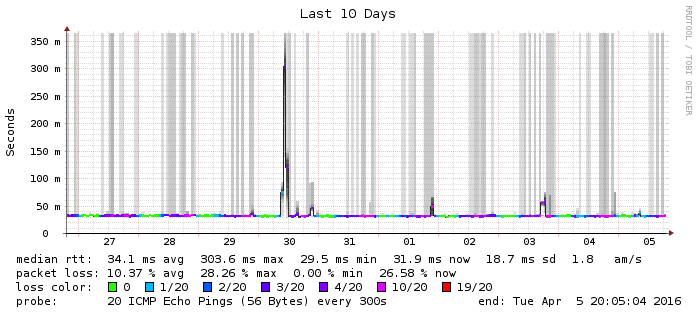 Last 10 Days
RRDTOOL / TOBI OETIKER
Seconds
350 m
300 m
250 m
200 m
150 m
100 m
50 m
0
27 28 29 30 31 01 02 03 04 05
median rtt: 34.1 ms avg 303.6 ms max 29.5 ms min 31.9 ms now 18.7 ms sd 1.8 am/s
packet loss: 10.37 % avg 28.26 % max 0.00 % min 26.58 % now
loss color: 0 1/20 2/20 3/20 4/20 10/20 19/20
probe: 20 ICMP Echo Pings (56 Bytes) every 300s end: Tue Apr 5 20:05:04 2016